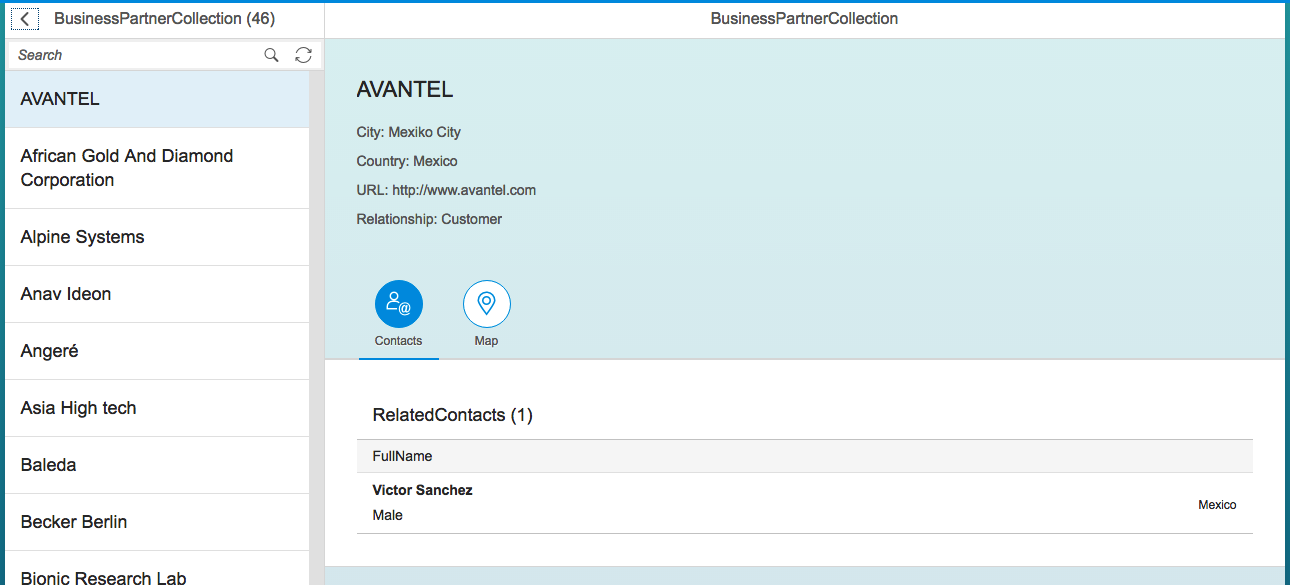 BusinessPartnerCollection (46)
BusinessPartnerCollection
Search
AVANTEL
African Gold And Diamond
Corporation
Alpine Systems
Anav Ideon
Angeré
Asia High tech
Baleda
Becker Berlin
Bionic Research Lab
AVANTEL
City: Mexiko City
Country: Mexico
URL: http://www.avantel.com
Relationship: Customer
Contacts
Map
RelatedContacts (1)
FullName
Victor Sanchez
Male
Mexico